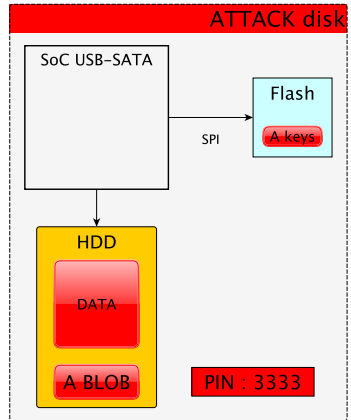 ATTACK disk
SoC USB-SATA
Flash
A keys
SPI
HDD
DATA
A BLOB
PIN : 3333